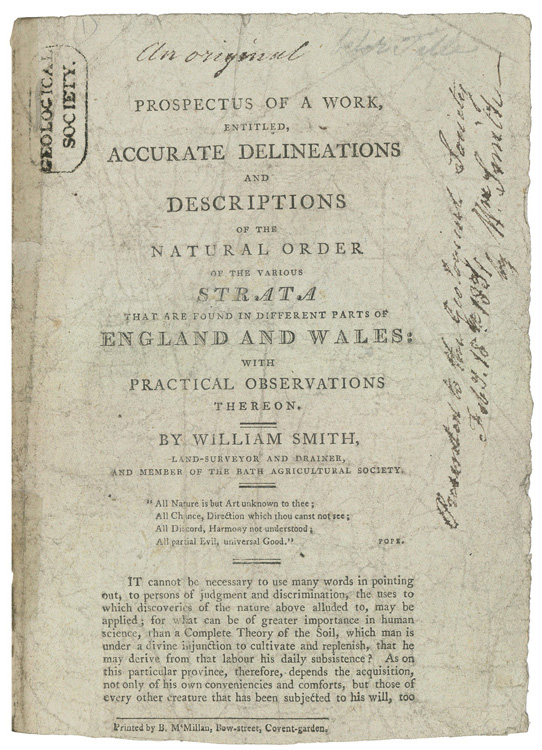 An original
GEOLOGICAL
SOCIETY.
PROSPECTUS OF A WORK,
ENTITLED,
ACCURATE DELINEATIONS
AND
DESCRIPTIONS
OF THE
NATURAL ORDER
OF THE VARIOUS
STRATA
THAT ARE FOUND IN DIFFERENT PARTS OF
ENGLAND AND WALES:
WITH
PRACTICAL OBSERVATIONS
THEREON.
BY WILLIAM SMITH,
LAND-SURVEYOR AND DRAINER,
AND MEMBER OF THE BATH AGRICULTURAL SOCIETY.
"All Nature is but Art unknown to thee;
All Chance, Direction which thou canst not see;
All Discord, Harmony not understood;
All partial Evil, universal Good." POPE.
IT cannot be necessary to use many words in pointing
out, to persons of judgment and discrimination, the uses to
which discoveries of the nature above alluded to, may be
applied; for what can be of greater importance in human
science, than a Complete Theory of the Soil, which man is
under a divine injunction to cultivate and replenish, that he
may derive from that labour his daily subsistence? As on
this particular province, therefore, depends the acquisition,
not only of his own conveniencies and comforts, but those of
every other creature that has been subjected to his will, too
Printed by B. McMillan, Bow-street, Covent-garden.
Presented to the Geological Society
Feby. 18th 1831, by Wm Smith